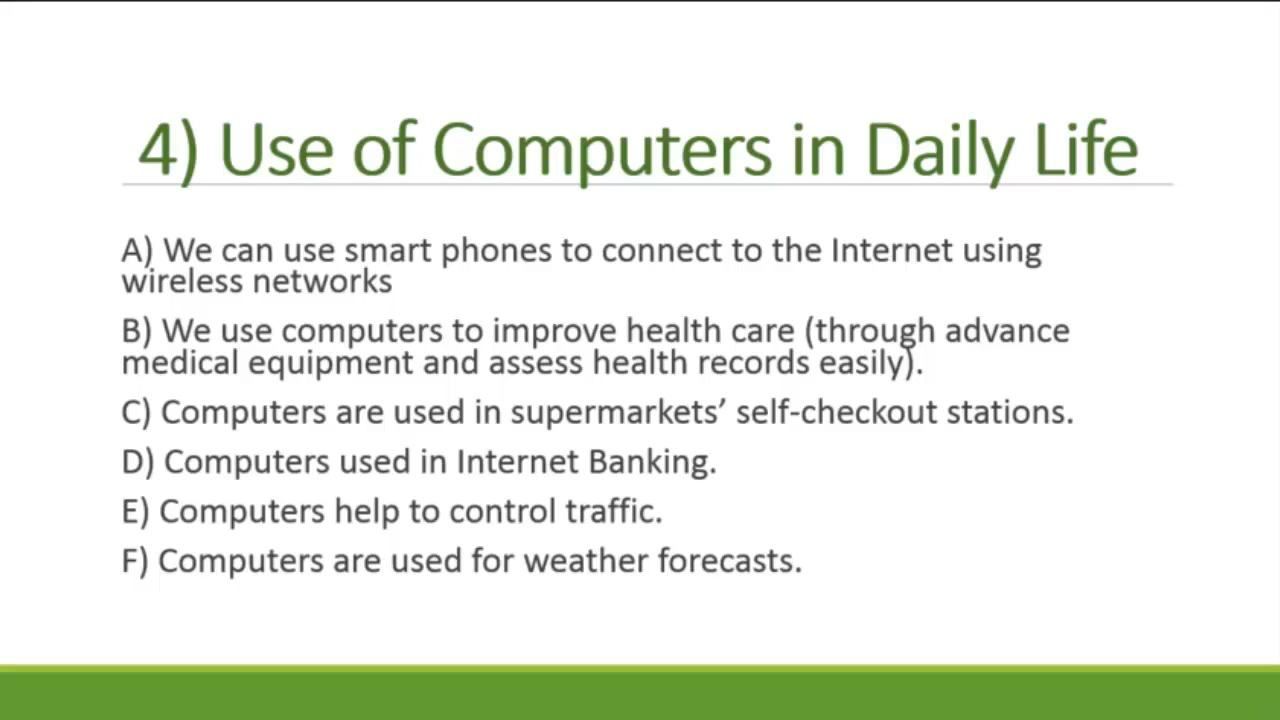 4) Use of Computers in Daily Life
A) We can use smart phones to connect to the Internet using
wireless networks
B) We use computers to improve health care (through advance
medical equipment and assess health records easily).
C) Computers are used in supermarkets’ self-checkout stations.
D) Computers used in Internet Banking.
E) Computers help to control traffic.
F) Computers are used for weather forecasts.